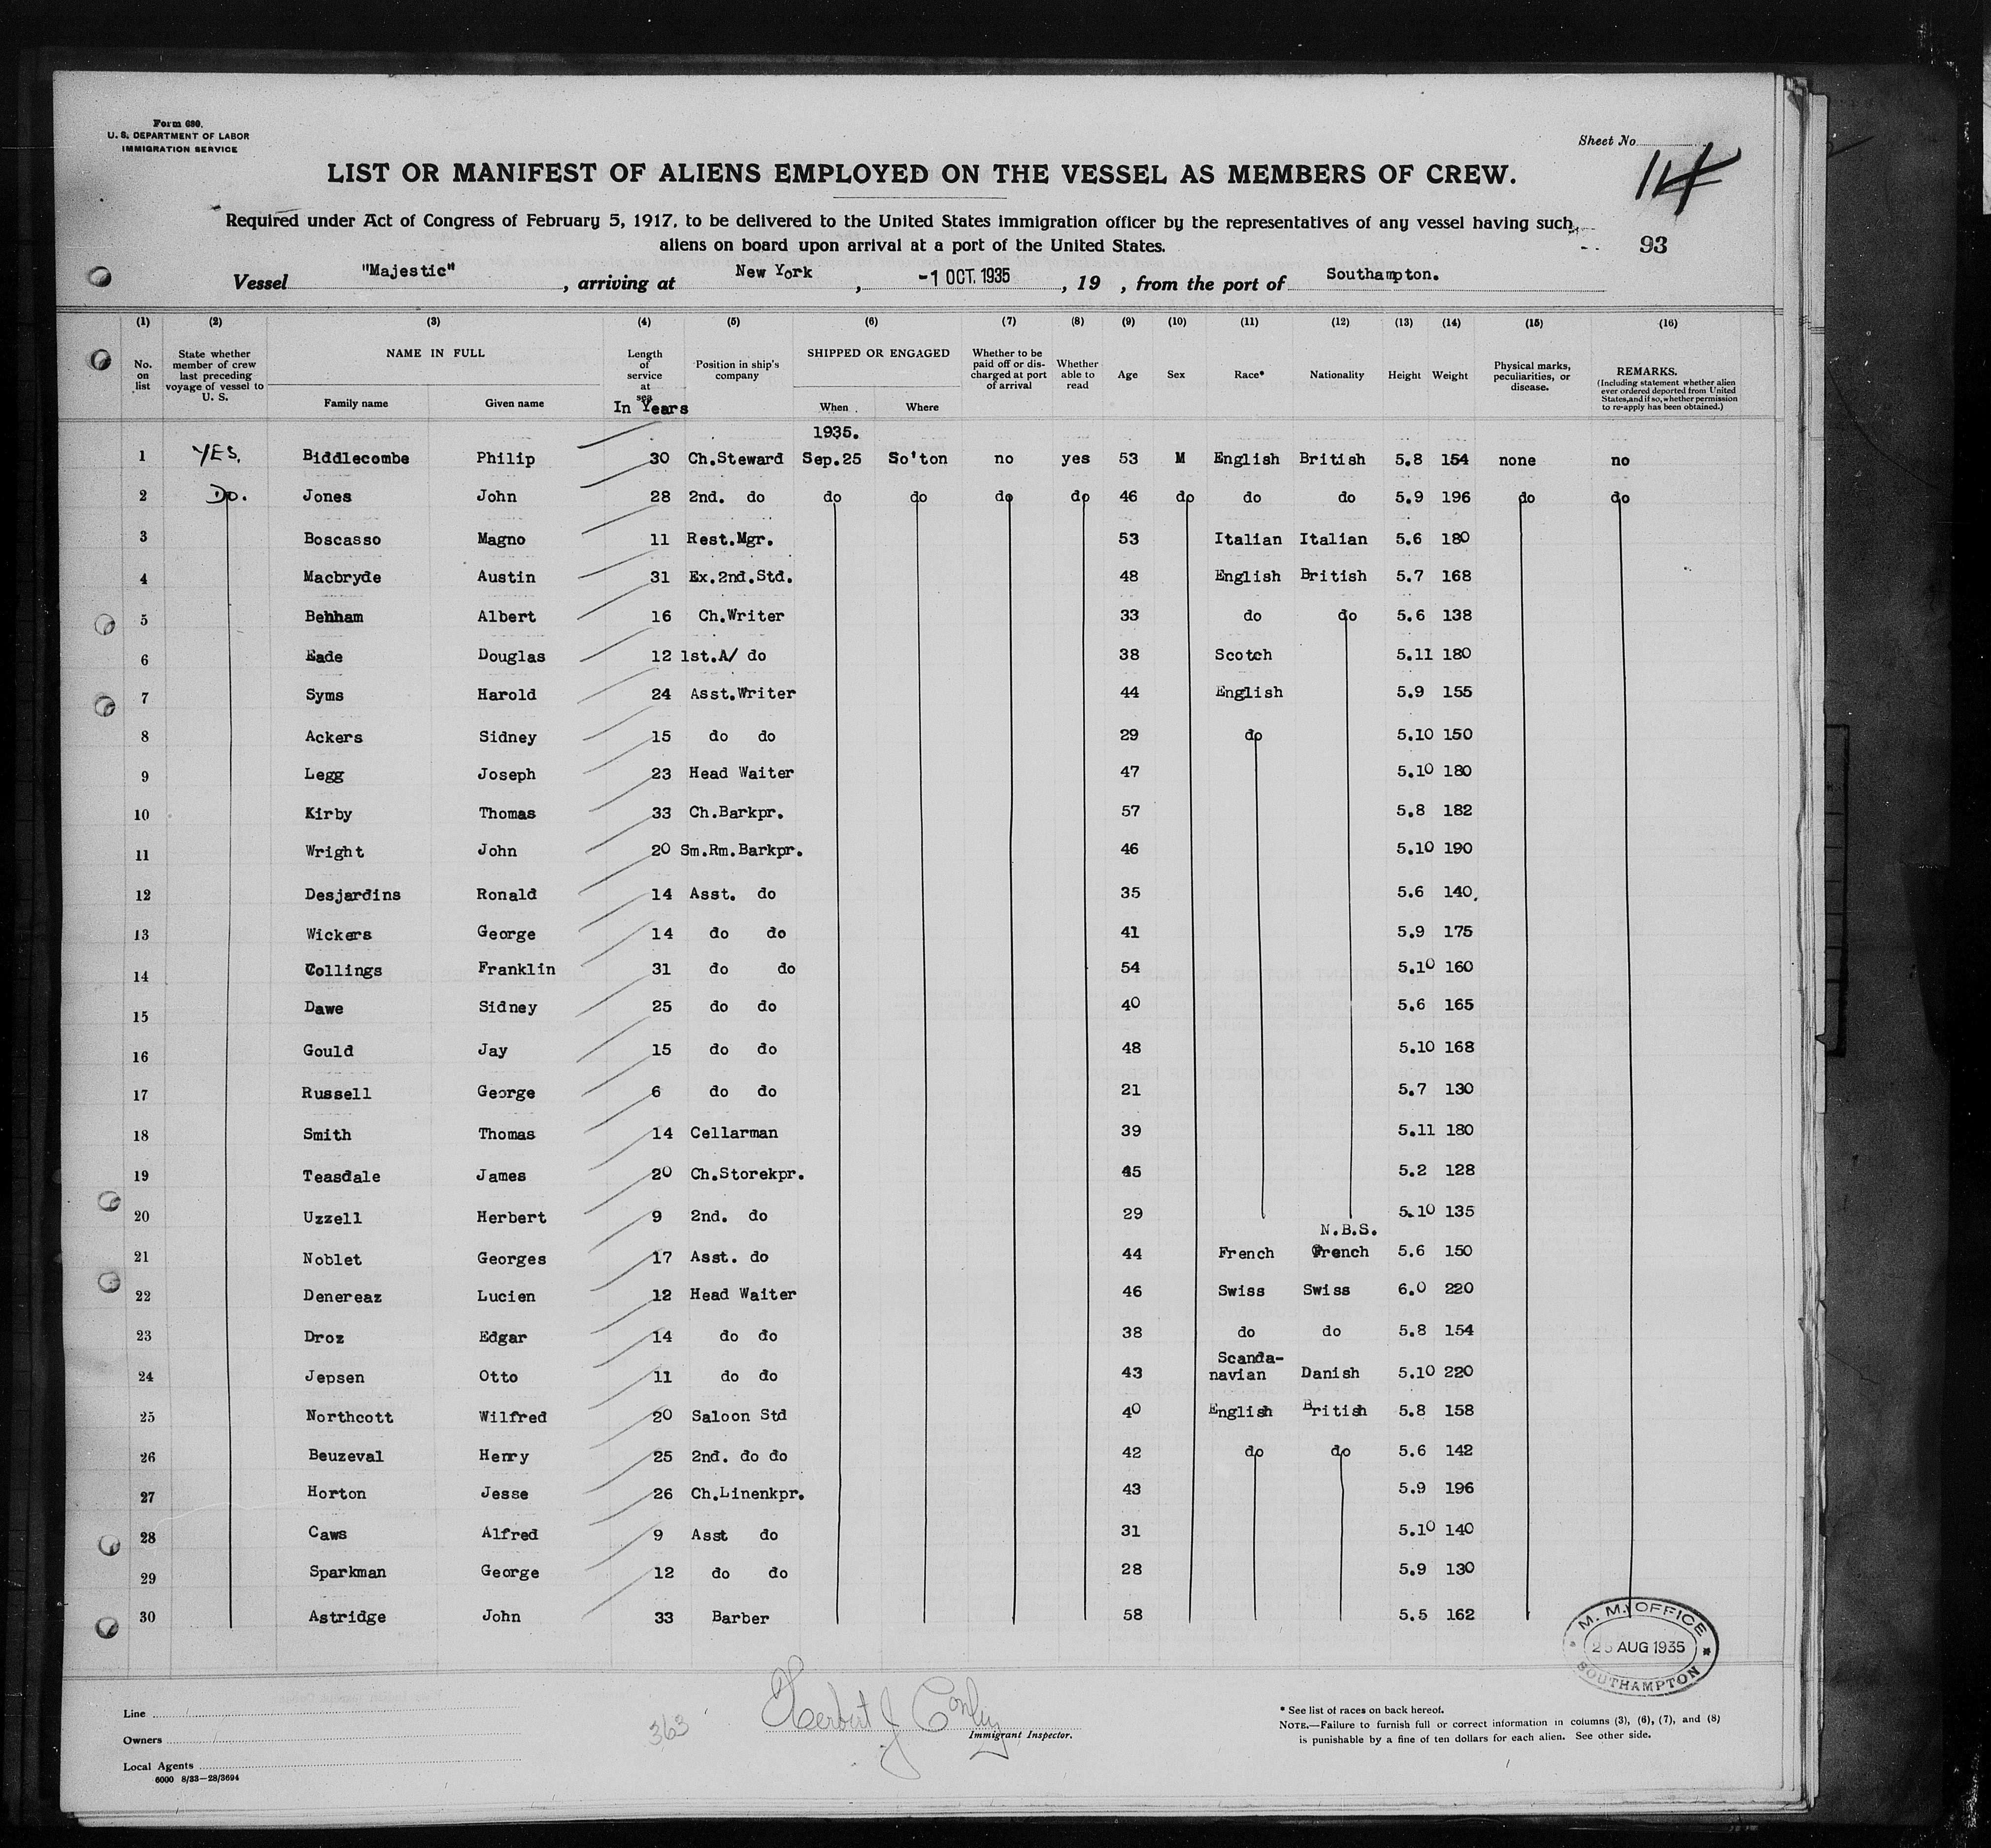 Form 680.
U. S. DEPARTMENT OF LABOR
IMMIGRATION SERVICE
Sheet No. 14
LIST OR MANIFEST OF ALIENS EMPLOYED ON THE VESSEL AS MEMBERS OF CREW.
Required under Act of Congress of February 5, 1917, to be delivered to the United States immigration officer by the representatives of any vessel having such
aliens on board upon arrival at a port of the United States.
93
Vessel "Majestic", arriving at New York, -1 OCT. 1935, 19 , from the port of Southampton.
(1) (2) (3) (4) (5) (6) (7) (8) (9) (10) (11) (12) (13) (14) (15) (16)
No. on list State whether member of crew last preceding voyage of vessel to U. S. NAME IN FULL Family name Given name Length of service at sea In Years Position in ship's company SHIPPED OR ENGAGED When Where Whether to be paid off or discharged at port of arrival Whether able to read Age Sex Race* Nationality Height Weight Physical marks, peculiarities, or disease. REMARKS. (Including statement whether alien ever ordered deported from United States, and if so, whether permission to re-apply has been obtained.)
1935.
1 YES, Biddlecombe Philip 30 Ch.Steward Sep.25 So'ton no yes 53 M English British 5.8 154 none no
2 Do. Jones John 28 2nd. do do do do do 46 do do do 5.9 196 do do
3 Boscasso Magno 11 Rest.Mgr. 53 Italian Italian 5.6 180
4 Macbryde Austin 31 Ex.2nd.Std. 48 English British 5.7 168
5 Behham Albert 16 Ch.Writer 33 do do 5.6 138
6 Eade Douglas 12 1st.A/ do 38 Scotch 5.11 180
7 Syms Harold 24 Asst.Writer 44 English 5.9 155
8 Ackers Sidney 15 do do 29 do 5.10 150
9 Legg Joseph 23 Head Waiter 47 5.10 180
10 Kirby Thomas 33 Ch.Barkpr. 57 5.8 182
11 Wright John 20 Sm.Rm.Barkpr. 46 5.10 190
12 Desjardins Ronald 14 Asst. do 35 5.6 140
13 Wickers George 14 do do 41 5.9 175
14 Collings Franklin 31 do do 54 5.10 160
15 Dawe Sidney 25 do do 40 5.6 165
16 Gould Jay 15 do do 48 5.10 168
17 Russell George 6 do do 21 5.7 130
18 Smith Thomas 14 Cellarman 39 5.11 180
19 Teasdale James 20 Ch.Storekpr. 45 5.2 128
20 Uzzell Herbert 9 2nd. do 29 5.10 135
N.B.S.
21 Noblet Georges 17 Asst. do 44 French French 5.6 150
22 Denereaz Lucien 12 Head Waiter 46 Swiss Swiss 6.0 220
23 Droz Edgar 14 do do 38 do do 5.8 154
24 Jepsen Otto 11 do do 43 Scanda-navian Danish 5.10 220
25 Northcott Wilfred 20 Saloon Std 40 English British 5.8 158
26 Beuzeval Henry 25 2nd. do do 42 do do 5.6 142
27 Horton Jesse 26 Ch.Linenkpr. 43 5.9 196
28 Caws Alfred 9 Asst do 31 5.10 140
29 Sparkman George 12 do do 28 5.9 130
30 Astridge John 33 Barber 58 5.5 162
M. M. OFFICE
AUG 1935
SOUTHAMPTON
Line
Owners
Local Agents
6000 8/33—28/3694
363
Herbert J Conley
Immigrant Inspector.
* See list of races on back hereof.
NOTE.—Failure to furnish full or correct information in columns (3), (6), (7), and (8)
is punishable by a fine of ten dollars for each alien. See other side.